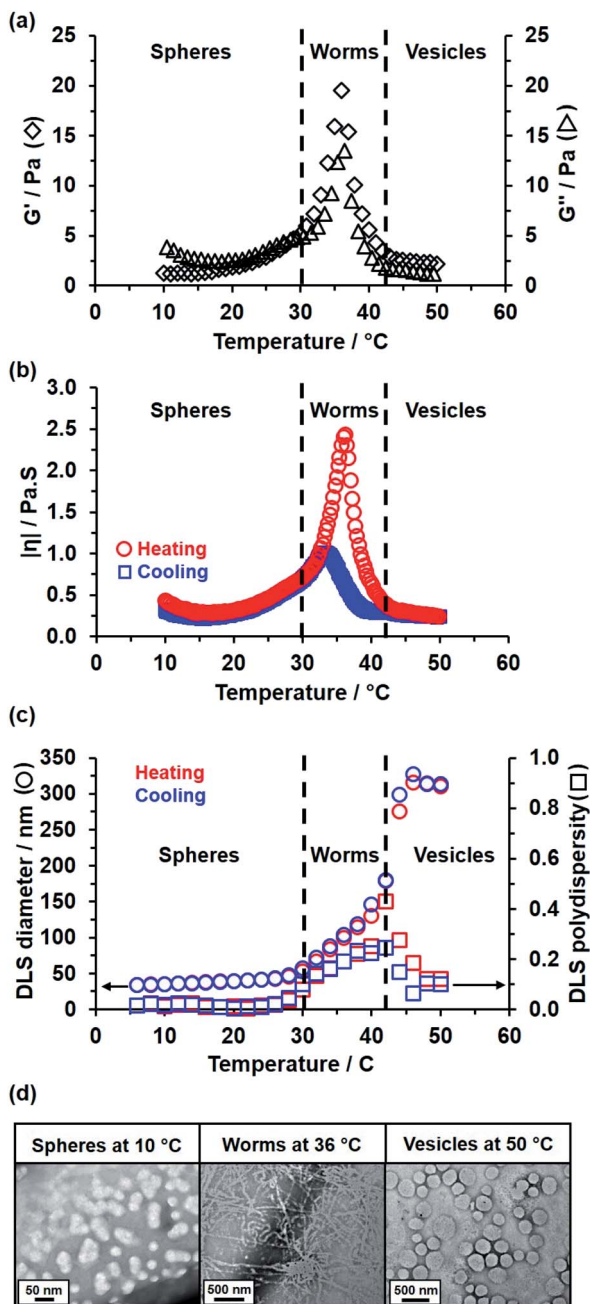 (a)
25
20
15
10
5
0
G' / Pa (◇)
Spheres
Worms
Vesicles
25
20
15
10
5
0
G'' / Pa (△)
0 10 20 30 40 50 60
Temperature / °C
(b)
3.0
2.5
2.0
1.5
1.0
0.5
0.0
|η| / Pa.S
Spheres
Worms
Vesicles
Heating
Cooling
0 10 20 30 40 50 60
Temperature / °C
(c)
350
300
250
200
150
100
50
0
DLS diameter / nm (○)
Heating
Cooling
Spheres
Worms
Vesicles
1.0
0.8
0.6
0.4
0.2
0.0
DLS polydispersity (□)
0 10 20 30 40 50 60
Temperature / C
(d)
Spheres at 10 °C
Worms at 36 °C
Vesicles at 50 °C
50 nm
500 nm
500 nm